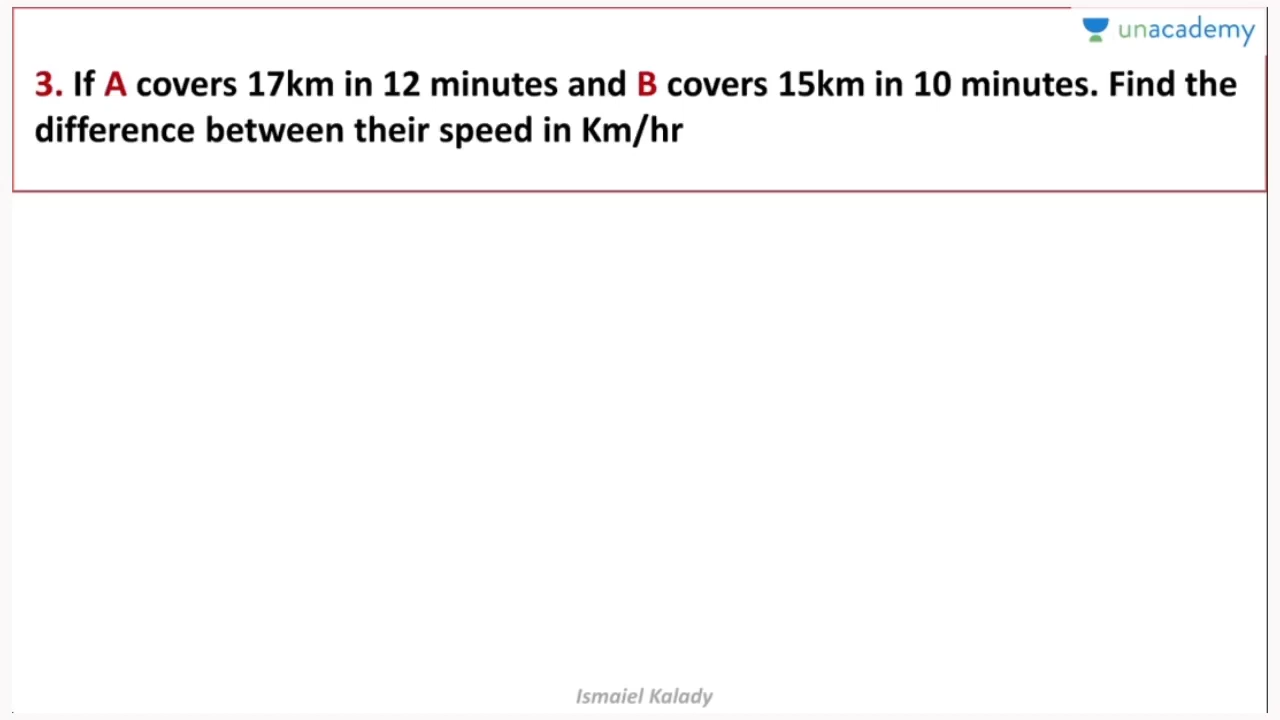 unacademy
3. If A covers 17km in 12 minutes and B covers 15km in 10 minutes. Find the
difference between their speed in Km/hr
Ismaiel Kalady